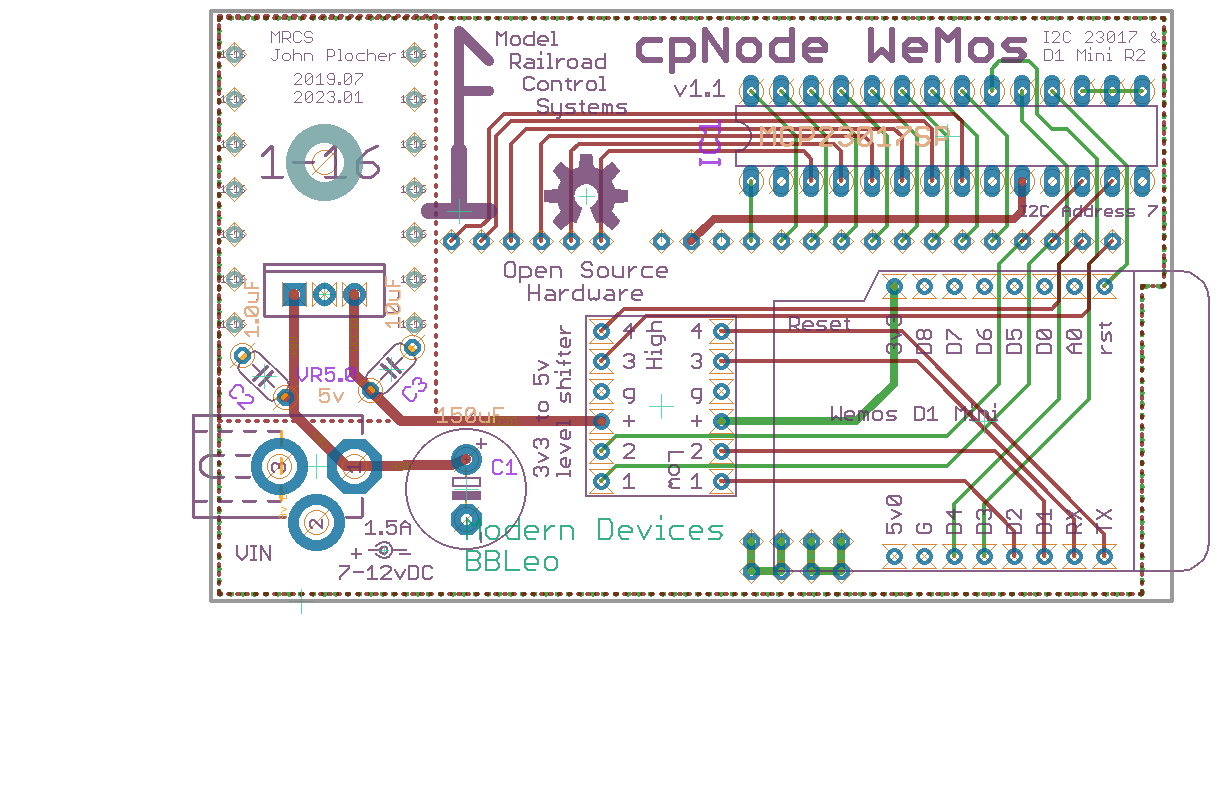 MRCS
John Plocher
2019.07
2023.01
Model
Railroad
Control
Systems
cpNode WeMos
v1.1
I2C 23017 &
D1 Mini R2
IC1
MCP23017SP
1-16
I2C Address 7
Open Source
Hardware
1.0uF
10uF
C2
VR5.0
5v
C3
150uF
C1
+
3v3 to 5v
level shifter
High
Low
4 4
3 3
g g
+ +
2 2
1 1
Reset
3v3
D8
D7
D6
D5
D0
A0
rst
Wemos D1 Mini
5v0
G
D4
D3
D2
D1
RX
TX
3
1
2
VIN
1.5A
+ -
7-12vDC
Modern Devices
BBLeo